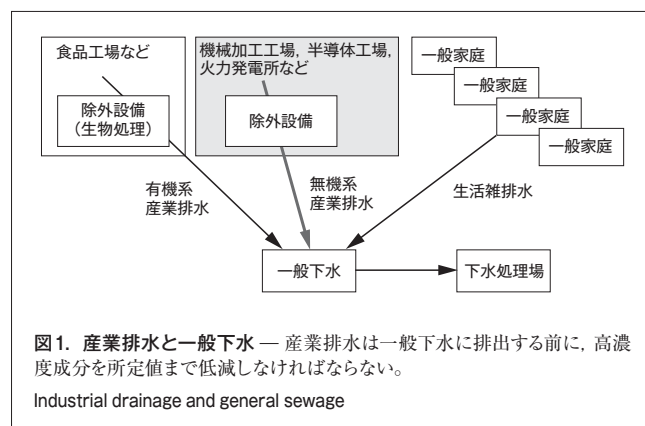 食品工場など
除外設備
(生物処理)
機械加工工場，半導体工場，
火力発電所など
除外設備
一般家庭
一般家庭
一般家庭
一般家庭
有機系
産業排水
無機系
産業排水
生活雑排水
一般下水
下水処理場
図1. 産業排水と一般下水 — 産業排水は一般下水に排出する前に，高濃
度成分を所定値まで低減しなければならない。
Industrial drainage and general sewage